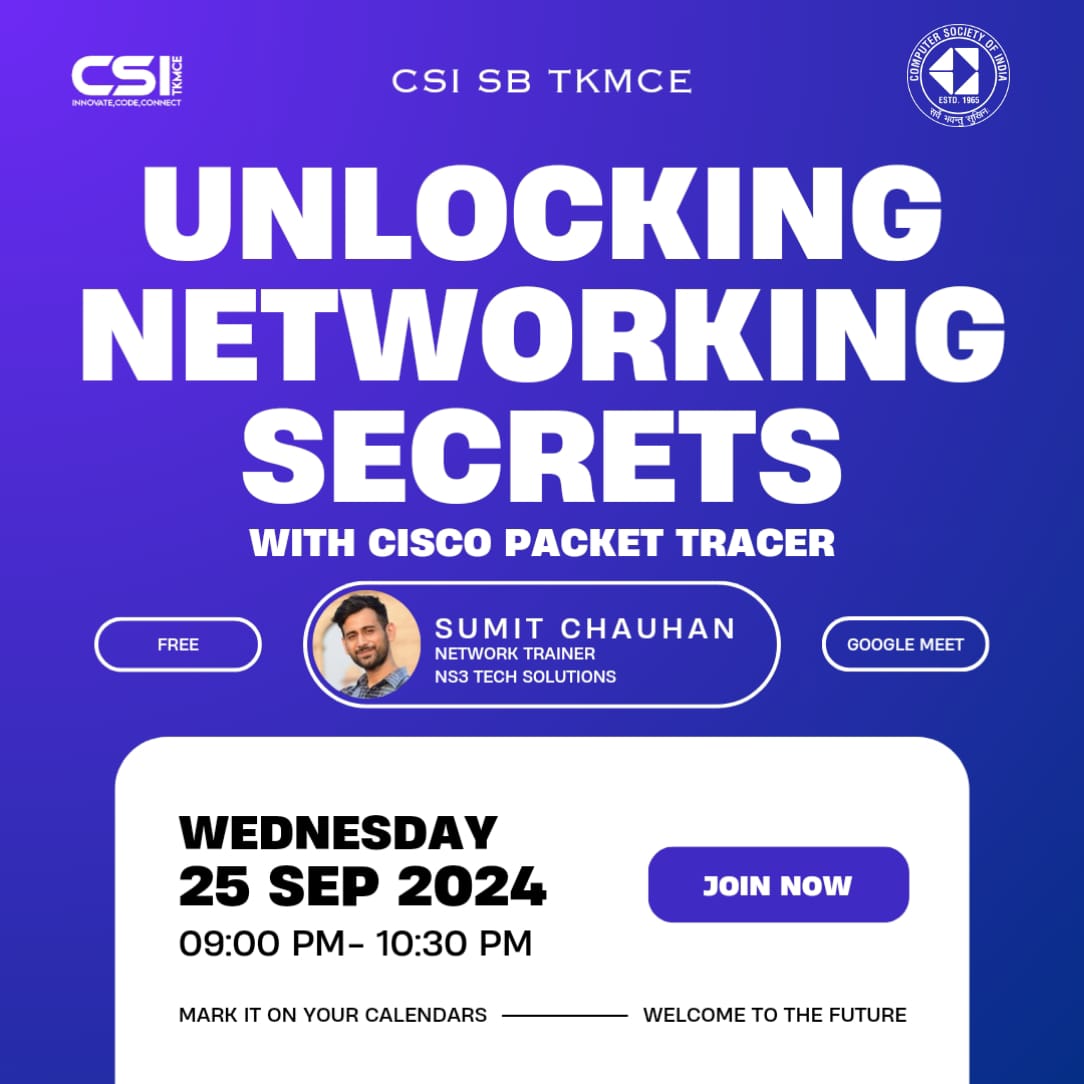 CSI TKMCE
INNOVATE,CODE,CONNECT
CSI SB TKMCE
COMPUTER SOCIETY OF INDIA
ESTD. 1965
सर्वे भवन्तु सुखिनः
UNLOCKING
NETWORKING
SECRETS
WITH CISCO PACKET TRACER
FREE
SUMIT CHAUHAN
NETWORK TRAINER
NS3 TECH SOLUTIONS
GOOGLE MEET
WEDNESDAY
25 SEP 2024
09:00 PM- 10:30 PM
JOIN NOW
MARK IT ON YOUR CALENDARS
WELCOME TO THE FUTURE